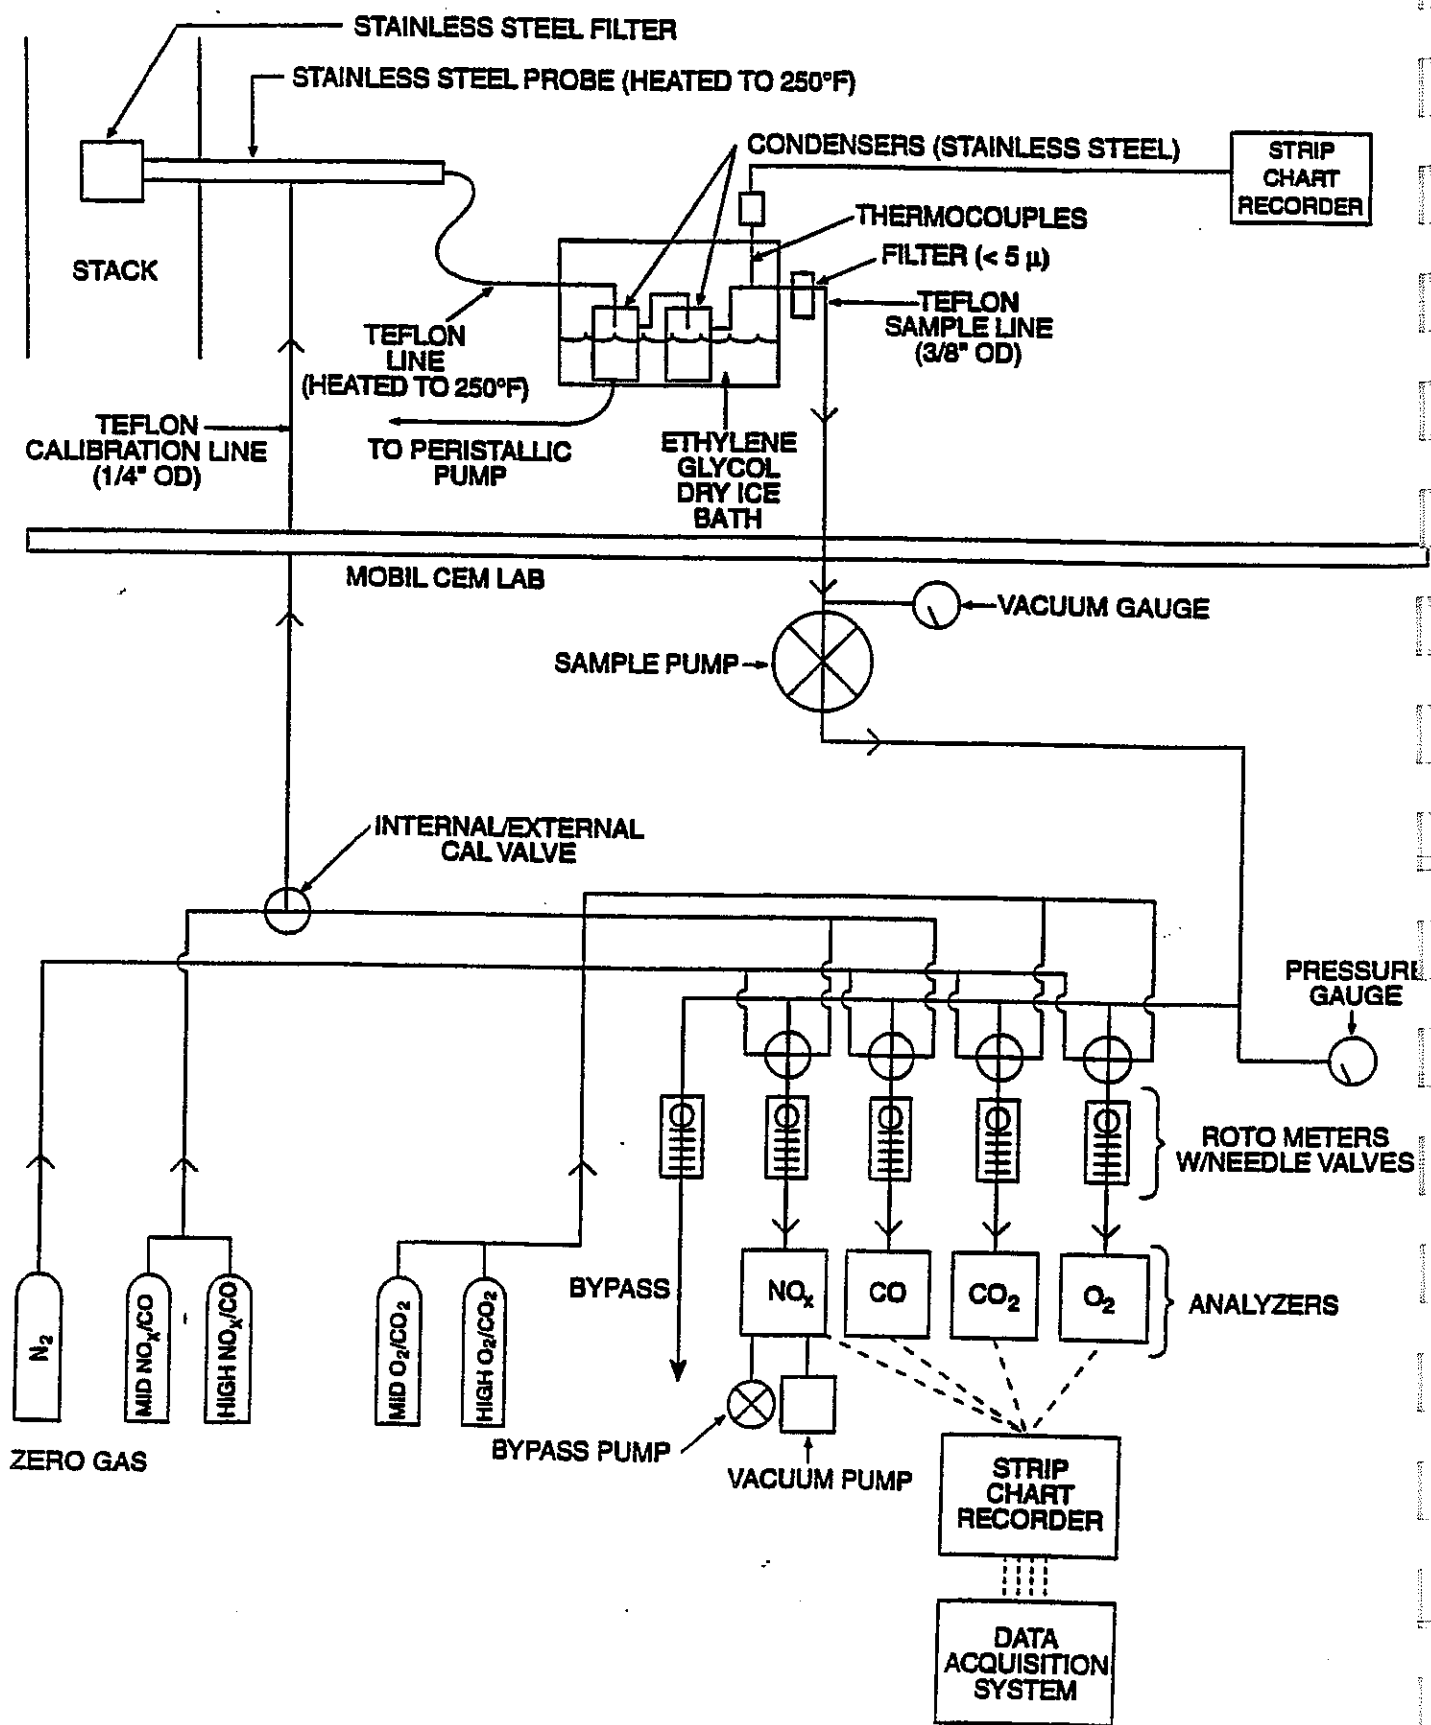 STAINLESS STEEL FILTER
STAINLESS STEEL PROBE (HEATED TO 250°F)
CONDENSERS (STAINLESS STEEL)
STRIP
CHART
RECORDER
THERMOCOUPLES
FILTER (< 5 μ)
STACK
TEFLON
SAMPLE LINE
(3/8" OD)
TEFLON
LINE
(HEATED TO 250°F)
TEFLON
CALIBRATION LINE
(1/4" OD)
TO PERISTALLIC
PUMP
ETHYLENE
GLYCOL
DRY ICE
BATH
MOBIL CEM LAB
VACUUM GAUGE
SAMPLE PUMP
INTERNAL/EXTERNAL
CAL VALVE
PRESSURE
GAUGE
ROTO METERS
W/NEEDLE VALVES
BYPASS
NOx
CO
CO2
O2
ANALYZERS
N2
MID NOx/CO
HIGH NOx/CO
MID O2/CO2
HIGH O2/CO2
ZERO GAS
BYPASS PUMP
VACUUM PUMP
STRIP
CHART
RECORDER
DATA
ACQUISITION
SYSTEM